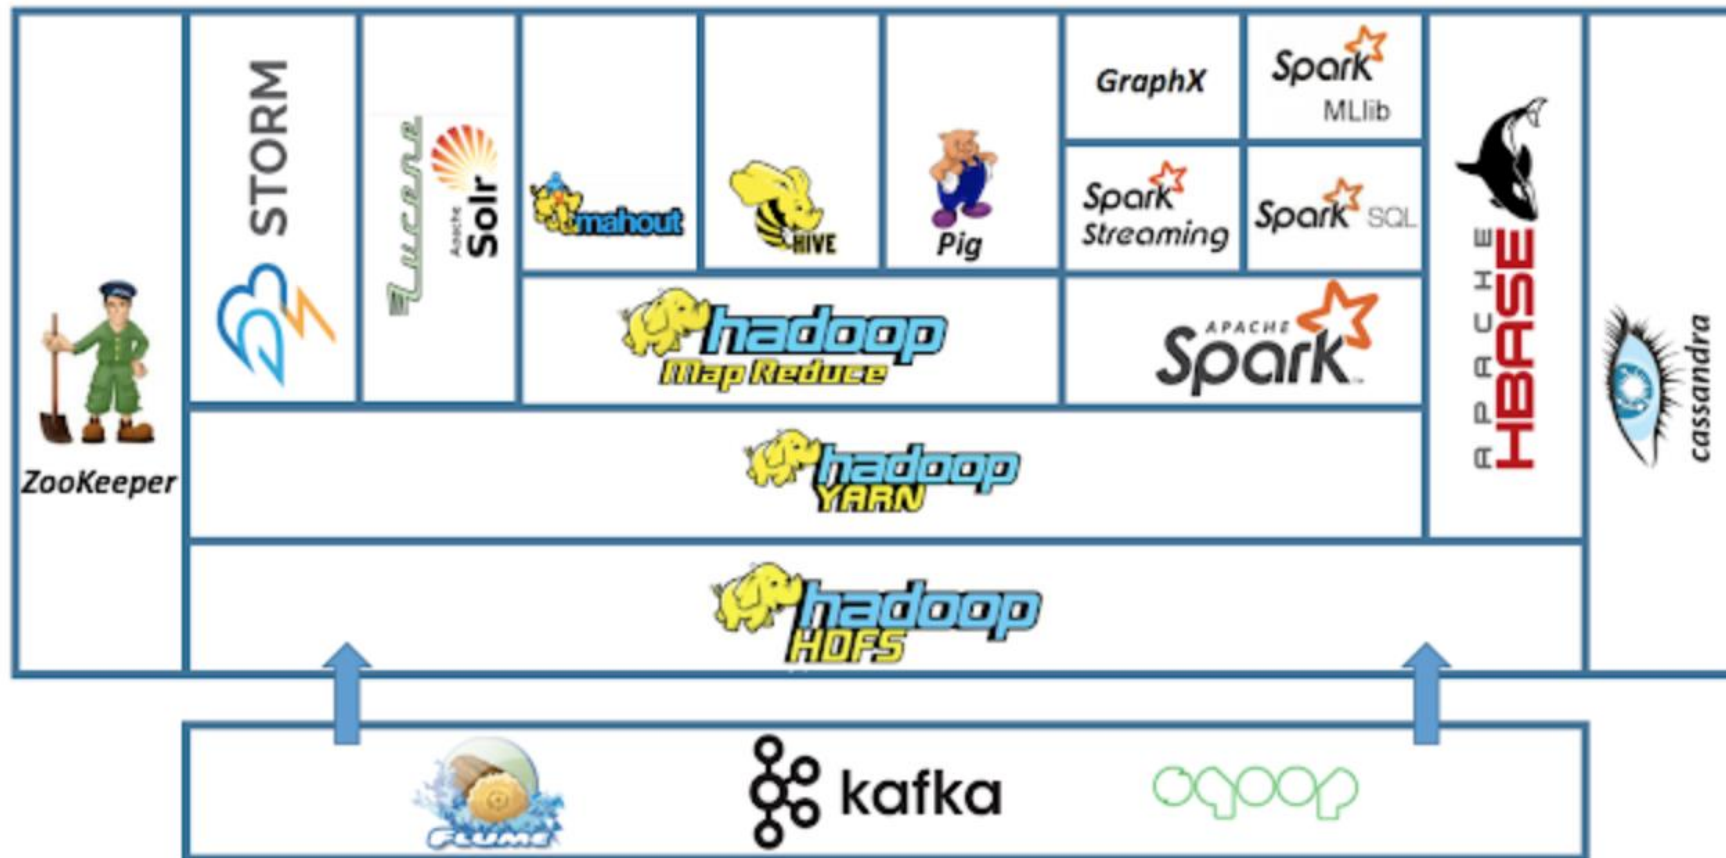 ZooKeeper
STORM
Lucene
Apache
Solr
mahout
HIVE
Pig
GraphX
Spark
MLlib
Spark
Streaming
Spark SQL
hadoop
Map Reduce
APACHE
Spark
APACHE
HBASE
cassandra
hadoop
YARN
hadoop
HDFS
FLUME
kafka
sqoop